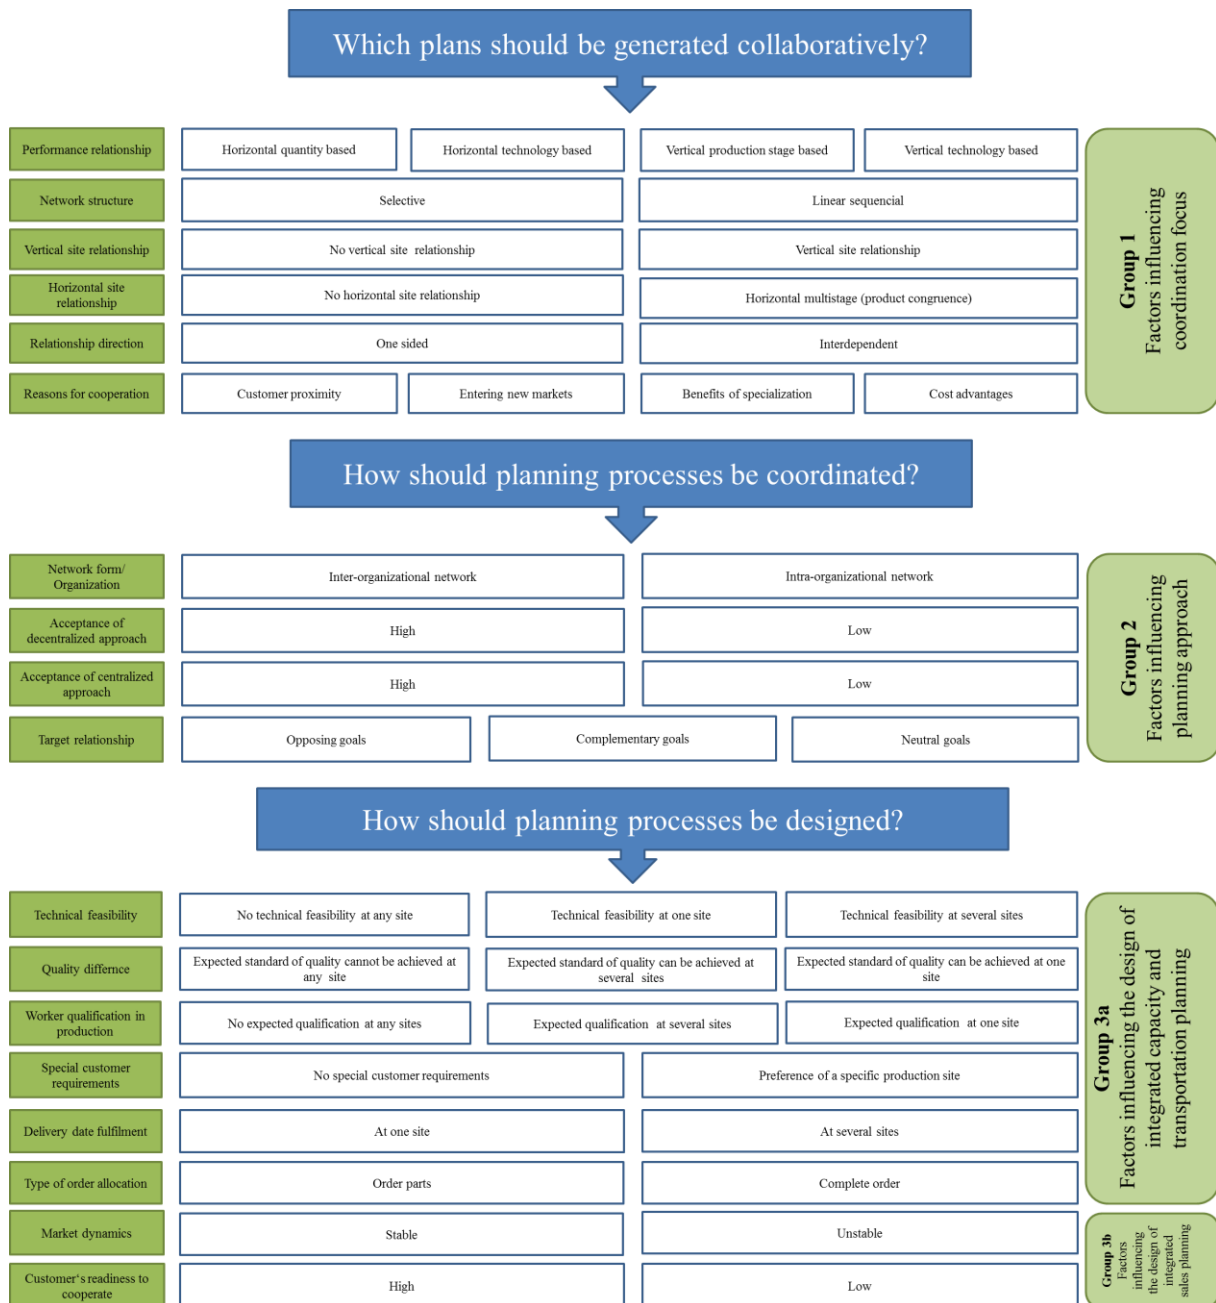 Which plans should be generated collaboratively?
Performance relationship
Horizontal quantity based
Horizontal technology based
Vertical production stage based
Vertical technology based
Network structure
Selective
Linear sequencial
Vertical site relationship
No vertical site relationship
Vertical site relationship
Horizontal site
relationship
No horizontal site relationship
Horizontal multistage (product congruence)
Relationship direction
One sided
Interdependent
Reasons for cooperation
Customer proximity
Entering new markets
Benefits of specialization
Cost advantages
Group 1
Factors influencing
coordination focus
How should planning processes be coordinated?
Network form/
Organization
Inter-organizational network
Intra-organizational network
Acceptance of
decentralized approach
High
Low
Acceptance of centralized
approach
High
Low
Target relationship
Opposing goals
Complementary goals
Neutral goals
Group 2
Factors influencing
planning approach
How should planning processes be designed?
Technical feasibility
No technical feasibility at any site
Technical feasibility at one site
Technical feasibility at several sites
Quality differnce
Expected standard of quality cannot be achieved at
any site
Expected standard of quality can be achieved at
several sites
Expected standard of quality can be achieved at one
site
Worker qualification in
production
No expected qualification at any sites
Expected qualification at several sites
Expected qualification at one site
Special customer
requirements
No special customer requirements
Preference of a specific production site
Delivery date fulfilment
At one site
At several sites
Type of order allocation
Order parts
Complete order
Group 3a
Factors influencing the design of
integrated capacity and
transportation planning
Market dynamics
Stable
Unstable
Customer's readiness to
cooperate
High
Low
Group 3b
Factors
influencing
the design of
integrated
sales planning